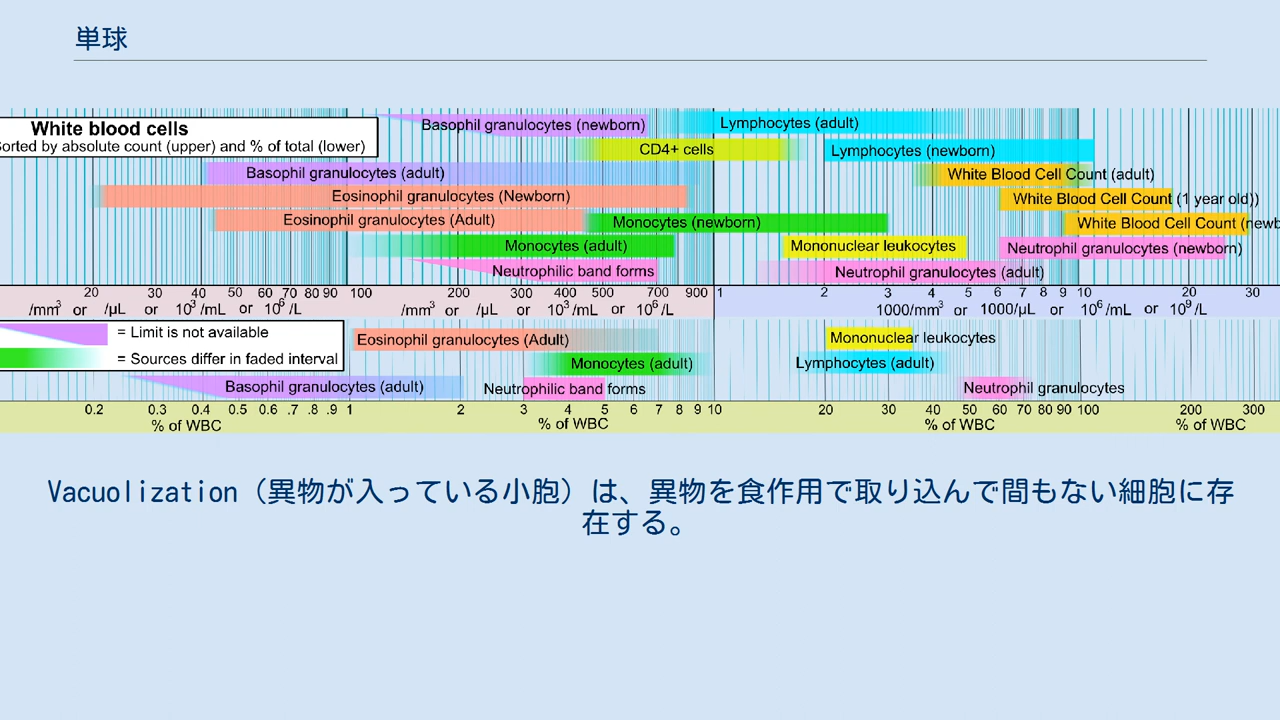 単球
White blood cells
sorted by absolute count (upper) and % of total (lower)
Basophil granulocytes (newborn)
Lymphocytes (adult)
CD4+ cells
Lymphocytes (newborn)
Basophil granulocytes (adult)
White Blood Cell Count (adult)
Eosinophil granulocytes (Newborn)
White Blood Cell Count (1 year old))
Eosinophil granulocytes (Adult)
Monocytes (newborn)
White Blood Cell Count (newb
Monocytes (adult)
Mononuclear leukocytes
Neutrophil granulocytes (newborn)
Neutrophilic band forms
Neutrophil granulocytes (adult)
20 30 40 50 60 70 80 90 100 200 300 400 500 700 900 1 2 3 4 5 6 7 8 9 10 20 30
/mm³ or /µL or 10³/mL or 10⁶/L /mm³ or /µL or 10³/mL or 10⁶/L 1000/mm³ or 1000/µL or 10⁶/mL or 10⁹/L
= Limit is not available
= Sources differ in faded interval
Eosinophil granulocytes (Adult)
Mononuclear leukocytes
Monocytes (adult)
Lymphocytes (adult)
Basophil granulocytes (adult)
Neutrophilic band forms
Neutrophil granulocytes
0.2 0.3 0.4 0.5 0.6 .7 .8 .9 1 2 3 4 5 6 7 8 9 10 20 30 40 50 60 70 80 90 100 200 300
% of WBC % of WBC % of WBC % of WBC
Vacuolization（異物が入っている小胞）は、異物を食作用で取り込んで間もない細胞に存
在する。